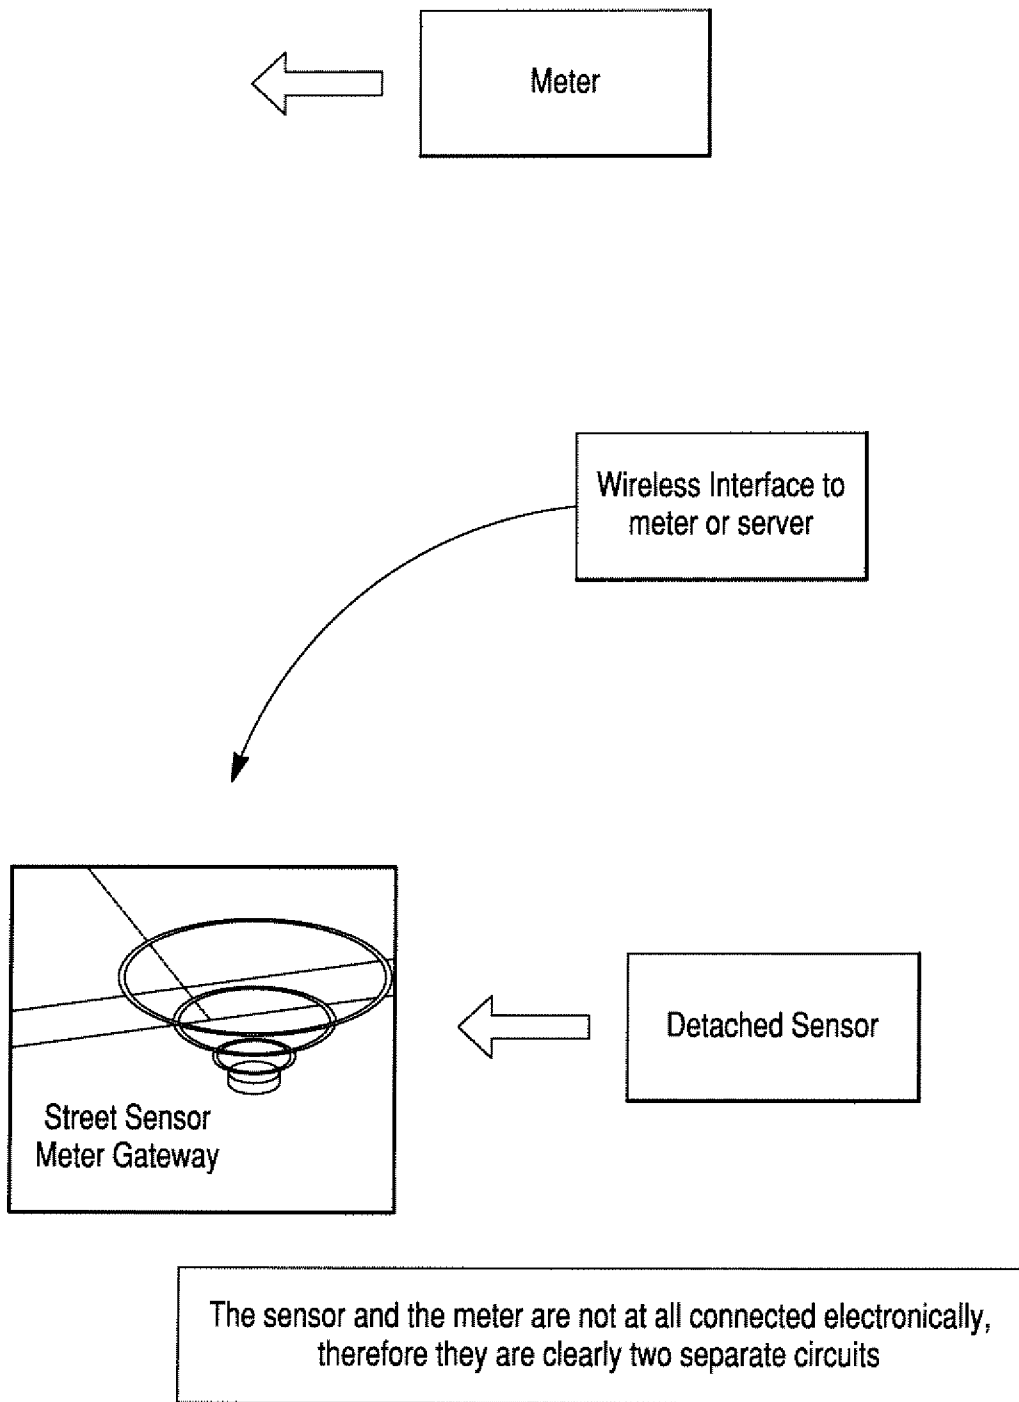 Meter
Wireless Interface to
meter or server
Detached Sensor
Street Sensor
Meter Gateway
The sensor and the meter are not at all connected electronically,
therefore they are clearly two separate circuits